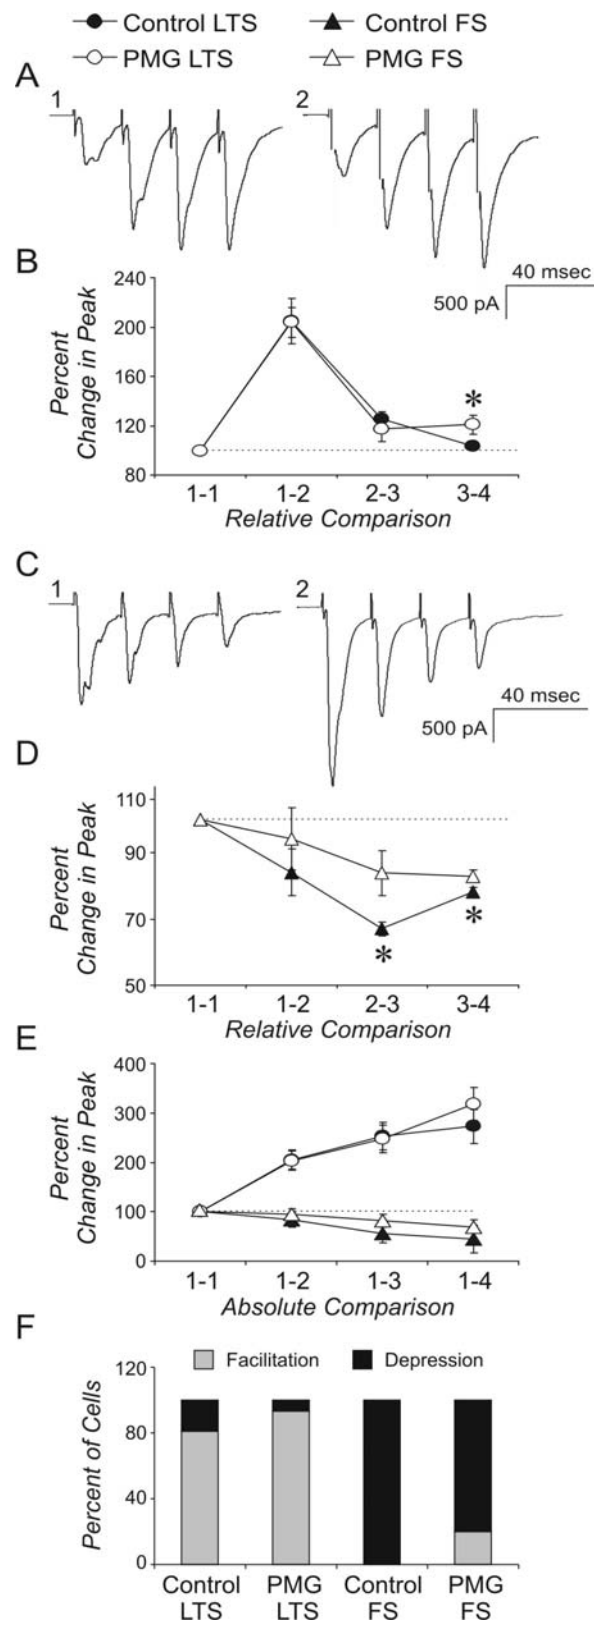 Control LTS Control FS
PMG LTS PMG FS
A
1 2
B
40 msec
500 pA
Percent
Change in Peak
240
200
160
120
80
*
1-1 1-2 2-3 3-4
Relative Comparison
C
1 2
40 msec
500 pA
D
Percent
Change in Peak
110
90
70
50
* *
1-1 1-2 2-3 3-4
Relative Comparison
E
Percent
Change in Peak
400
300
200
100
0
1-1 1-2 1-3 1-4
Absolute Comparison
F
Facilitation Depression
Percent of Cells
120
80
40
0
Control PMG Control PMG
LTS LTS FS FS